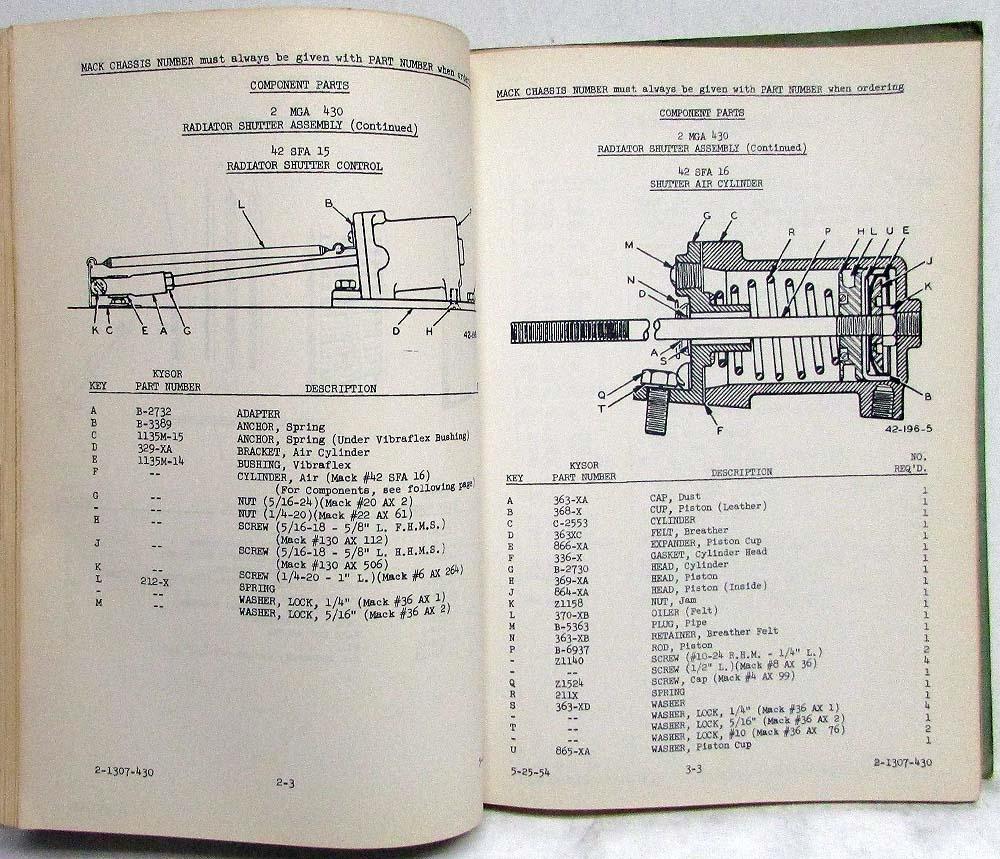 MACK CHASSIS NUMBER must always be given with PART NUMBER when
COMPONENT PARTS
2 MGA 430
RADIATOR SHUTTER ASSEMBLY (Continued)
42 SFA 15
RADIATOR SHUTTER CONTROL
L B
K C E A G D H
KYSOR
KEY PART NUMBER DESCRIPTION
A B-2732 ADAPTER
B B-3389 ANCHOR, Spring
C 1135M-15 ANCHOR, Spring (Under Vibraflex Bushing)
D 329-XA BRACKET, Air Cylinder
E 1135M-14 BUSHING, Vibraflex
F -- CYLINDER, Air (Mack #42 SFA 16)
(For Components, see following page)
G -- NUT (5/16-24)(Mack #20 AX 2)
- -- NUT (1/4-20)(Mack #22 AX 61)
H -- SCREW (5/16-18 - 5/8" L. F.H.M.S.)
(Mack #130 AX 112)
J -- SCREW (5/16-18 - 5/8" L. H.H.M.S.)
(Mack #130 AX 506)
K -- SCREW (1/4-20 - 1" L.)(Mack #6 AX 264)
L 212-X SPRING
- -- WASHER, LOCK, 1/4" (Mack #36 AX 1)
M -- WASHER, LOCK, 5/16" (Mack #36 AX 2)
2-1307-430
2-3
MACK CHASSIS NUMBER must always be given with PART NUMBER when ordering
COMPONENT PARTS
2 MGA 430
RADIATOR SHUTTER ASSEMBLY (Continued)
42 SFA 16
SHUTTER AIR CYLINDER
G C R P H L U E
M J
N K
D
A
S
Q B
T F
42-196-5
KYSOR NO.
KEY PART NUMBER DESCRIPTION REQ'D.
A 363-XA CAP, Dust 1
B 368-X CUP, Piston (Leather) 1
C C-2553 CYLINDER 1
D 363XC FELT, Breather 1
E 866-XA EXPANDER, Piston Cup 1
F 336-X GASKET, Cylinder Head 1
G B-2730 HEAD, Cylinder 1
H 369-XA HEAD, Piston 1
J 864-XA HEAD, Piston (Inside) 1
K Z1158 NUT, Jam 1
L 370-XB OILER (Felt) 1
M B-5363 PLUG, Pipe 1
N 363-XB RETAINER, Breather Felt 1
P B-6937 ROD, Piston 1
- Z1140 SCREW (#10-24 R.H.M. - 1/4" L.) 2
- -- SCREW (1/2" L.)(Mack #8 AX 36) 4
Q Z1524 SCREW, Cap (Mack #4 AX 99) 1
R 211X SPRING 1
S 363-XD WASHER 1
- -- WASHER, LOCK, 1/4" (Mack #36 AX 1) 4
T -- WASHER, LOCK, 5/16" (Mack #36 AX 2) 1
- -- WASHER, LOCK, #10 (Mack #36 AX 76) 2
U 865-XA WASHER, Piston Cup 1
5-25-54 3-3 2-1307-430